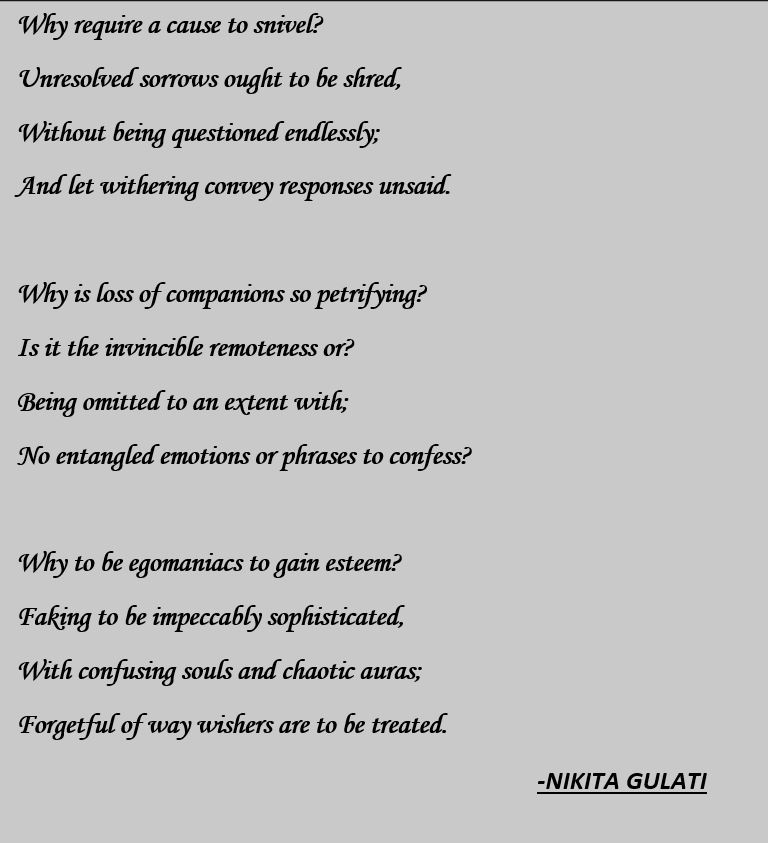 Why require a cause to snivel?
Unresolved sorrows ought to be shred,
Without being questioned endlessly;
And let withering convey responses unsaid.
Why is loss of companions so petrifying?
Is it the invincible remoteness or?
Being omitted to an extent with;
No entangled emotions or phrases to confess?
Why to be egomaniacs to gain esteem?
Faking to be impeccably sophisticated,
With confusing souls and chaotic auras;
Forgetful of way wishers are to be treated.
-NIKITA GULATI